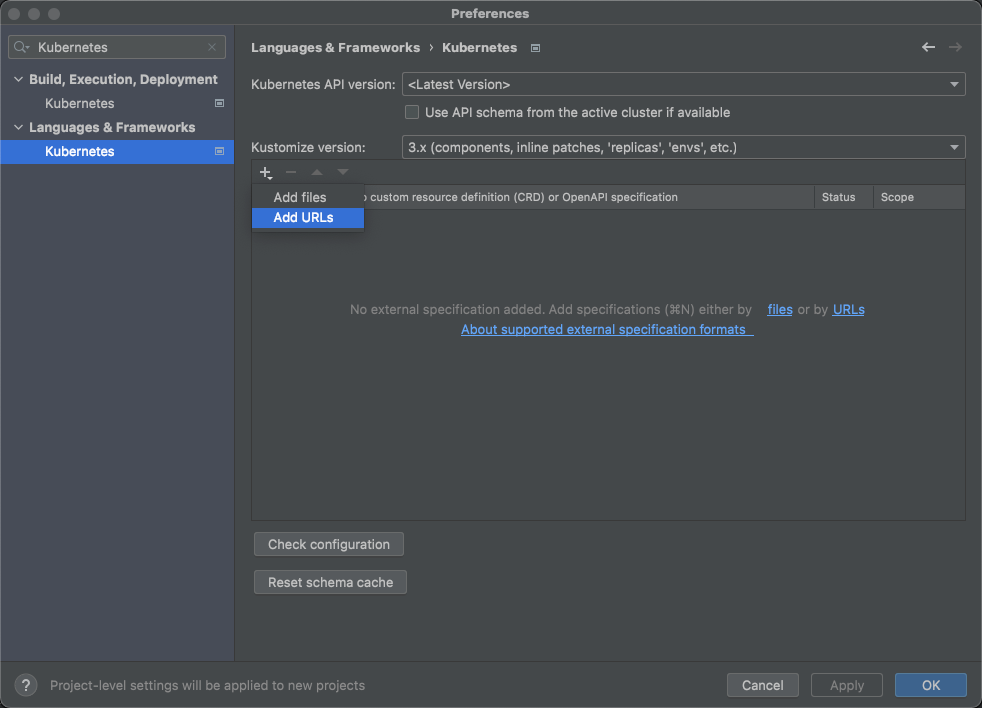 Preferences
Kubernetes
Build, Execution, Deployment
Kubernetes
Languages & Frameworks
Kubernetes
Languages & Frameworks › Kubernetes
Kubernetes API version: <Latest Version>
Use API schema from the active cluster if available
Kustomize version: 3.x (components, inline patches, 'replicas', 'envs', etc.)
Add files
Add URLs
custom resource definition (CRD) or OpenAPI specification Status Scope
No external specification added. Add specifications (⌘N) either by files or by URLs
About supported external specification formats
Check configuration
Reset schema cache
? Project-level settings will be applied to new projects
Cancel Apply OK